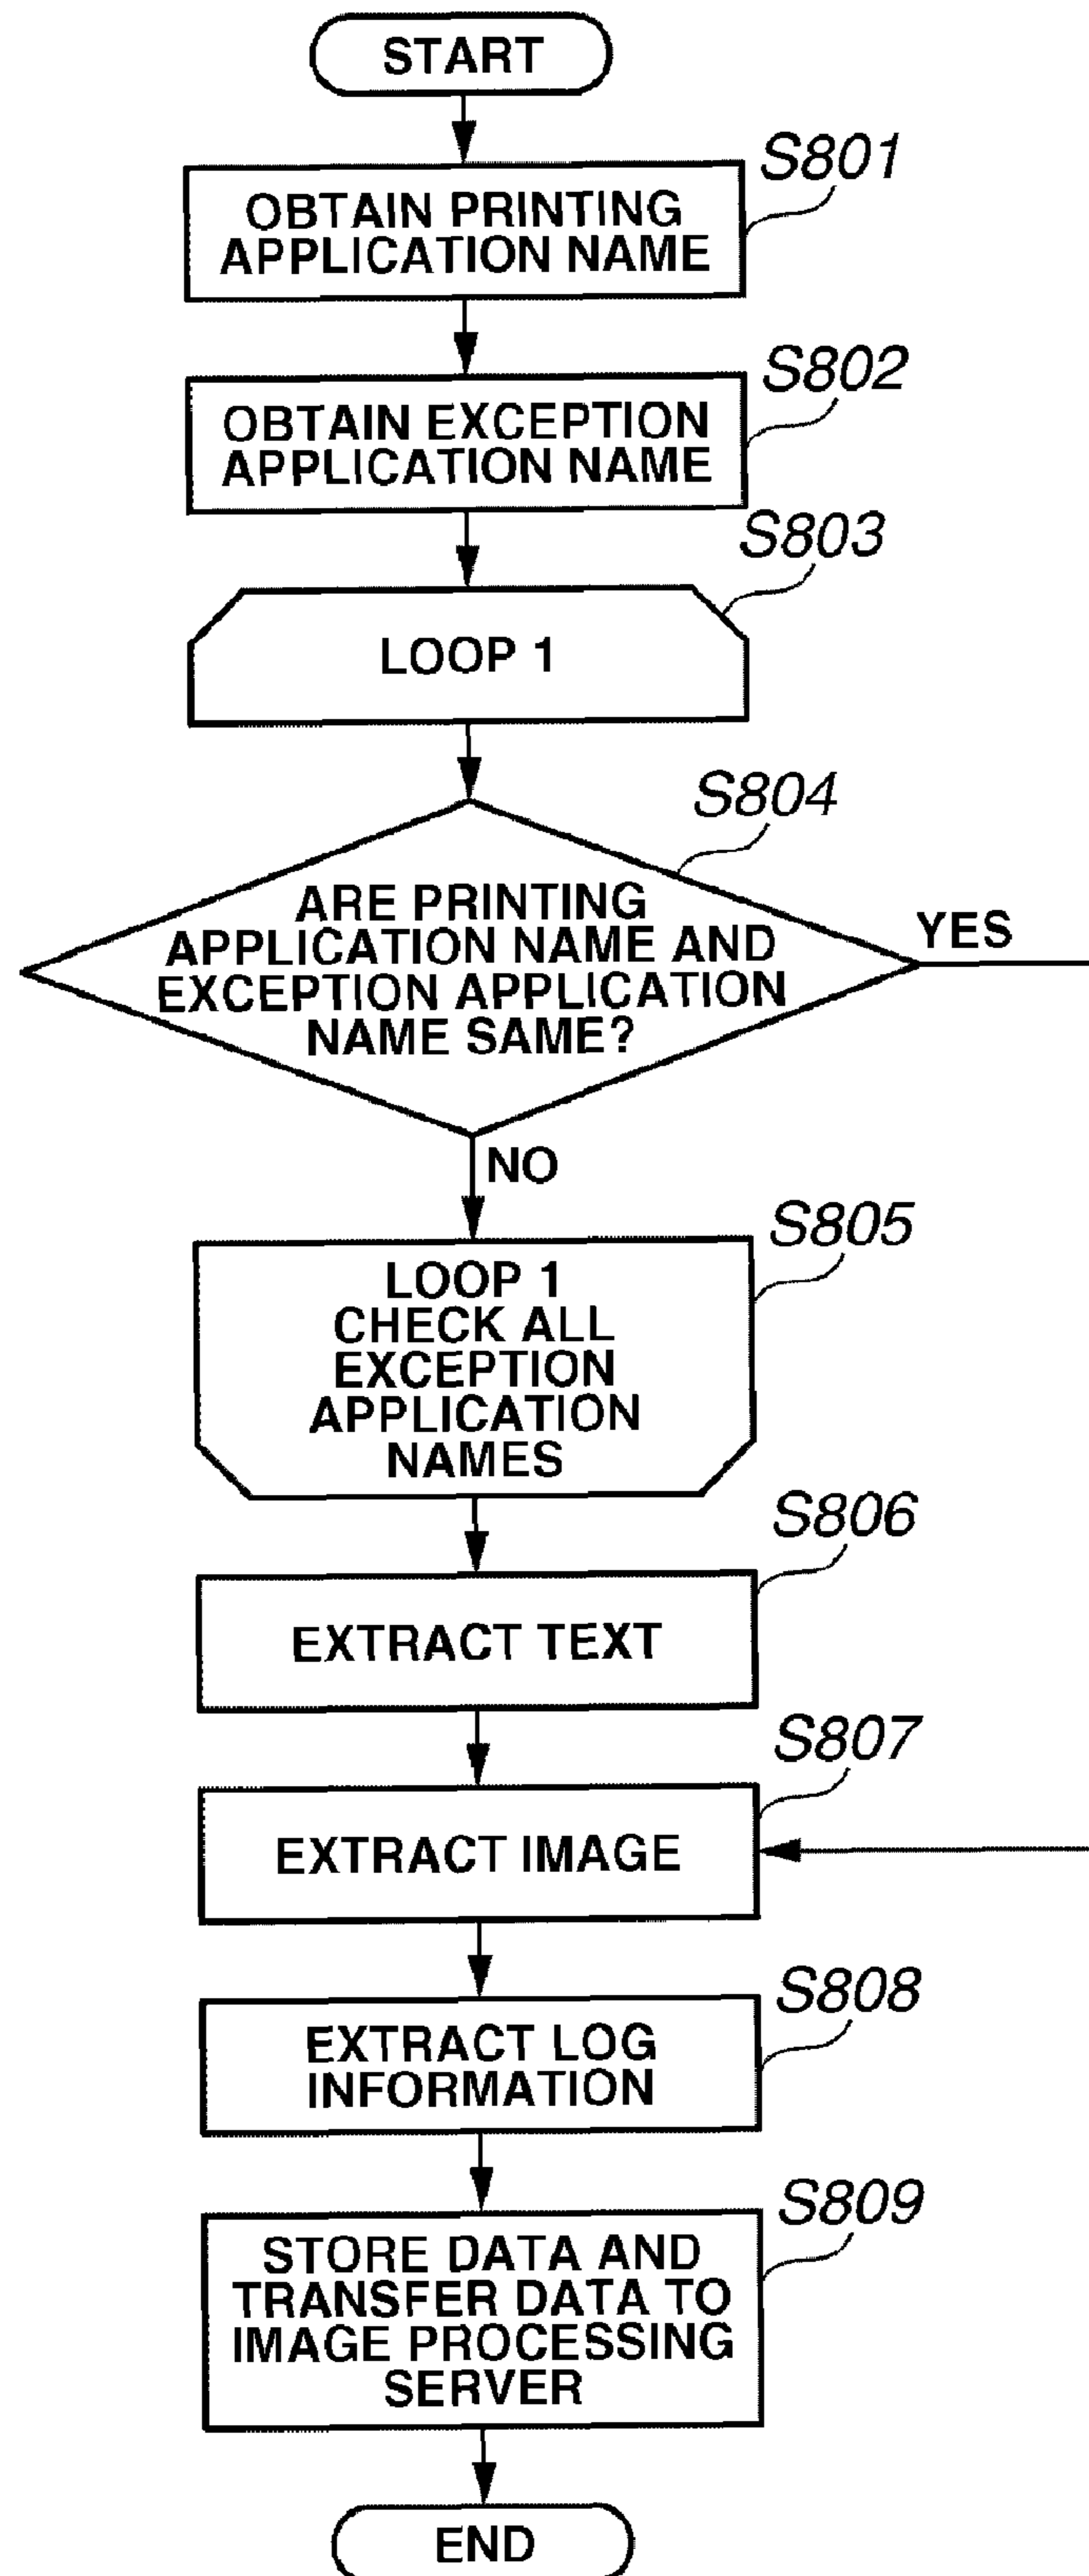 START
S801
OBTAIN PRINTING
APPLICATION NAME
S802
OBTAIN EXCEPTION
APPLICATION NAME
S803
LOOP 1
S804
ARE PRINTING
APPLICATION NAME AND
EXCEPTION APPLICATION
NAME SAME?
YES
NO
S805
LOOP 1
CHECK ALL
EXCEPTION
APPLICATION
NAMES
S806
EXTRACT TEXT
S807
EXTRACT IMAGE
S808
EXTRACT LOG
INFORMATION
S809
STORE DATA AND
TRANSFER DATA TO
IMAGE PROCESSING
SERVER
END